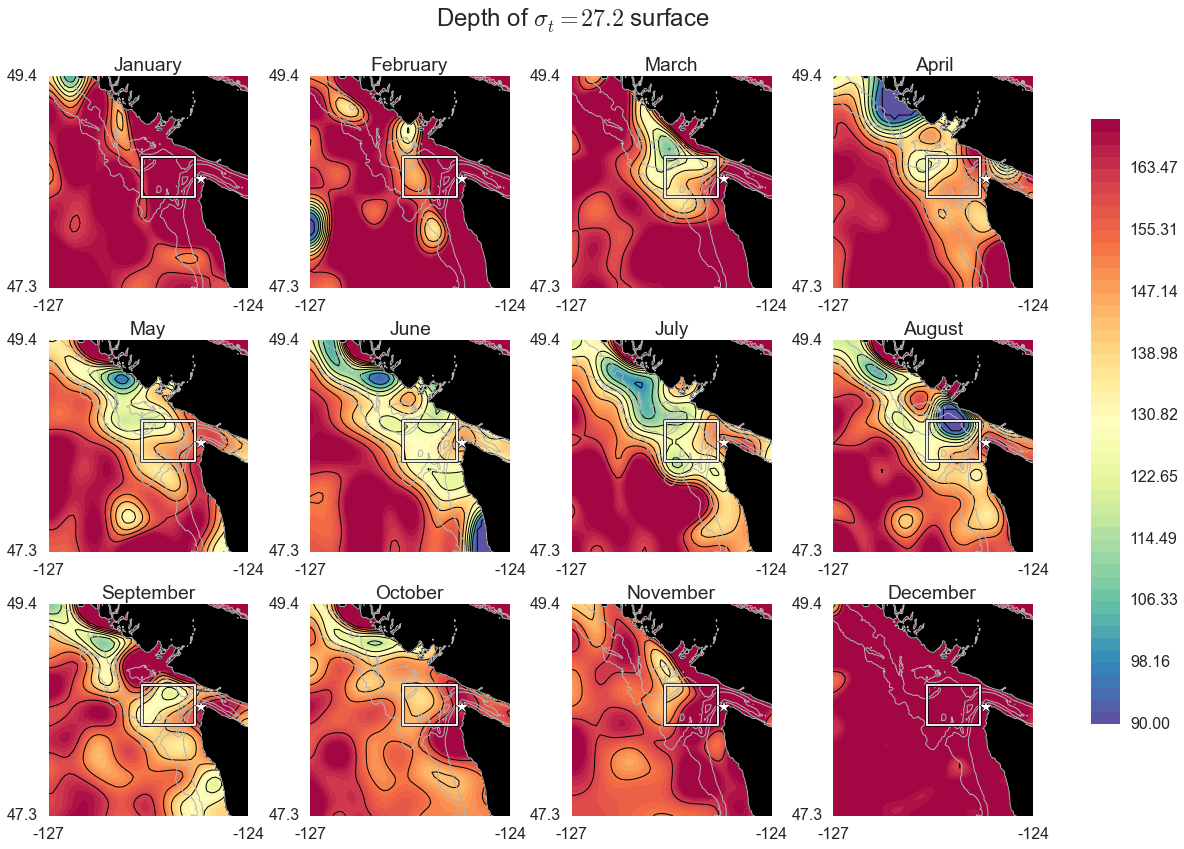 Depth of σt = 27.2 surface
January February March April
49.4 49.4 49.4 49.4
47.3 47.3 47.3 47.3
-127 -124 -127 -124 -127 -124 -127 -124
May June July August
49.4 49.4 49.4 49.4
47.3 47.3 47.3 47.3
-127 -124 -127 -124 -127 -124 -127 -124
September October November December
49.4 49.4 49.4 49.4
47.3 47.3 47.3 47.3
-127 -124 -127 -124 -127 -124 -127 -124
163.47
155.31
147.14
138.98
130.82
122.65
114.49
106.33
98.16
90.00